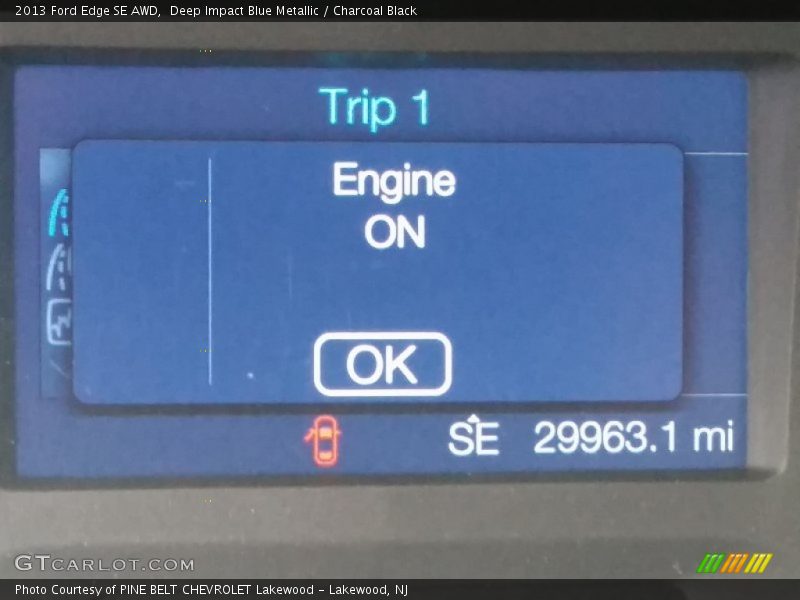 2013 Ford Edge SE AWD,  Deep Impact Blue Metallic / Charcoal Black
Trip 1
Engine
ON
OK
SE 29963.1 mi
GTCARLOT.COM
Photo Courtesy of PINE BELT CHEVROLET Lakewood - Lakewood, NJ